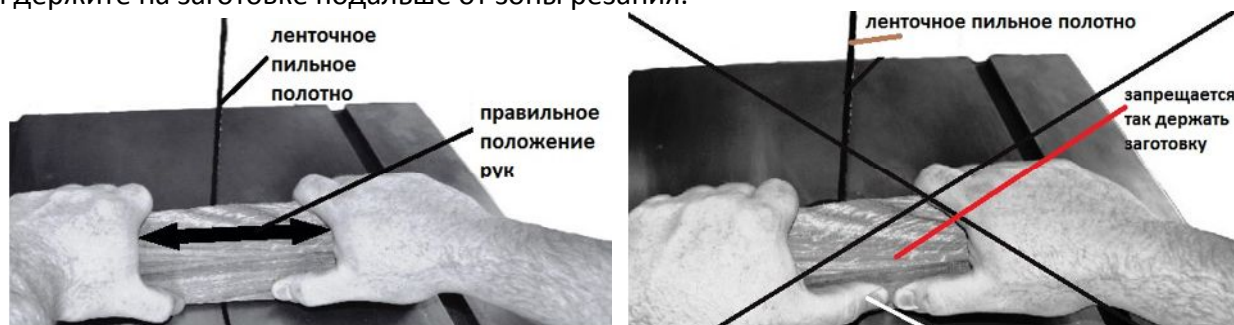 держите на заготовке подальше от зоны резания.
ленточное
пильное
полотно
правильное
положение
рук
ленточное пильное полотно
запрещается
так держать
заготовку